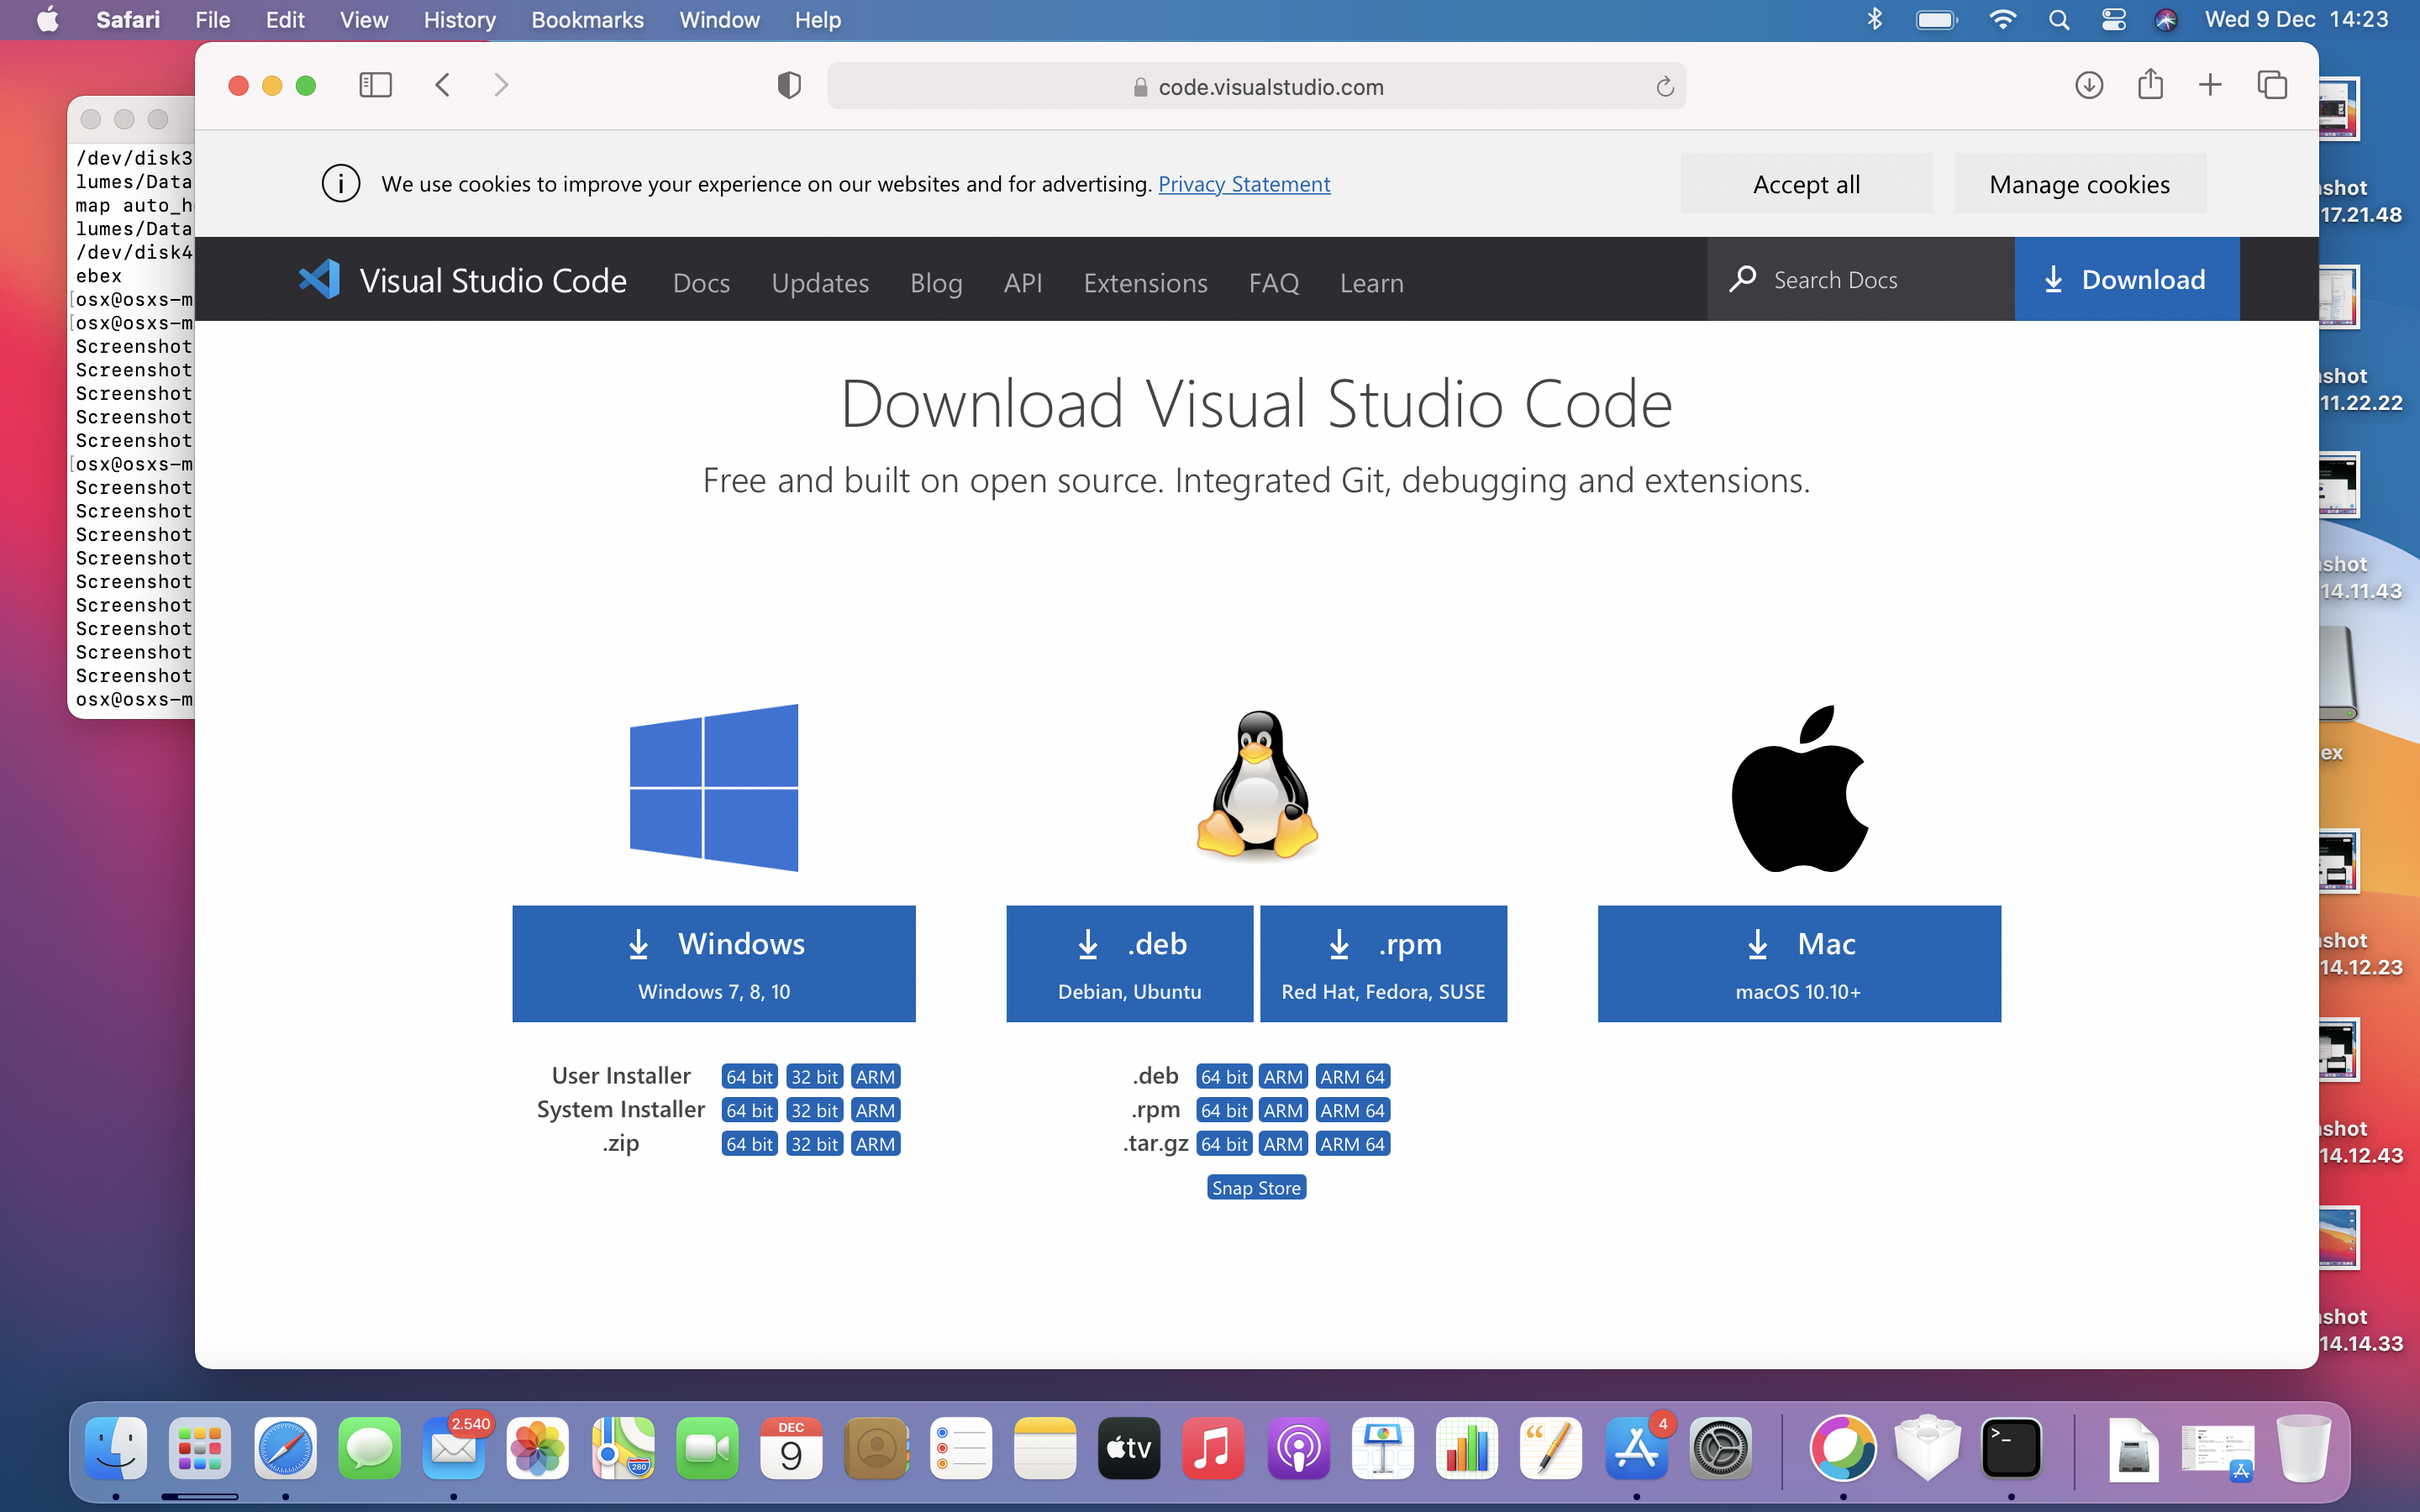 Safari File Edit View History Bookmarks Window Help Wed 9 Dec 14:23
code.visualstudio.com
We use cookies to improve your experience on our websites and for advertising. Privacy Statement Accept all Manage cookies
Visual Studio Code Docs Updates Blog API Extensions FAQ Learn Search Docs Download
Download Visual Studio Code
Free and built on open source. Integrated Git, debugging and extensions.
Windows
Windows 7, 8, 10
.deb
Debian, Ubuntu
.rpm
Red Hat, Fedora, SUSE
Mac
macOS 10.10+
User Installer 64 bit 32 bit ARM
System Installer 64 bit 32 bit ARM
.zip 64 bit 32 bit ARM
.deb 64 bit ARM ARM 64
.rpm 64 bit ARM ARM 64
.tar.gz 64 bit ARM ARM 64
Snap Store
/dev/disk3
lumes/Data
map auto_h
lumes/Data
/dev/disk4
ebex
[osx@osxs-m
[osx@osxs-m
Screenshot
Screenshot
Screenshot
Screenshot
Screenshot
[osx@osxs-m
Screenshot
Screenshot
Screenshot
Screenshot
Screenshot
Screenshot
Screenshot
Screenshot
Screenshot
osx@osxs-m
shot
17.21.48
shot
11.22.22
shot
14.11.43
ex
shot
14.12.23
shot
14.12.43
shot
14.14.33
2.540
280
DEC
9
tv
4
>_